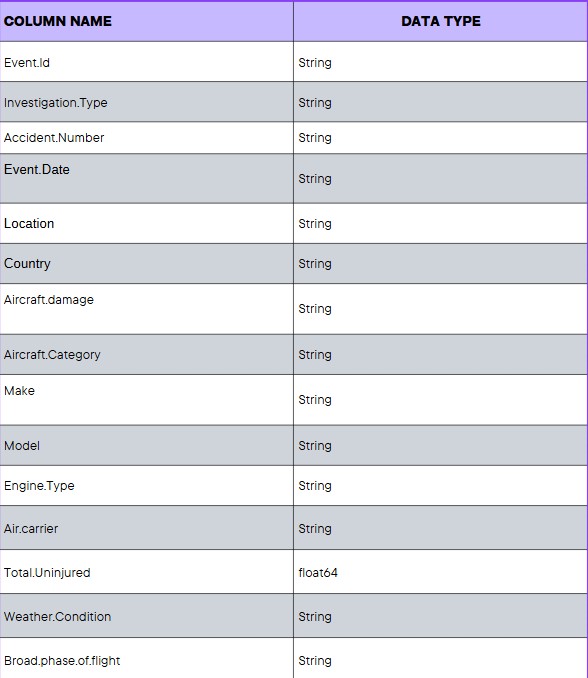 COLUMN NAME DATA TYPE
Event.Id String
Investigation.Type String
Accident.Number String
Event.Date String
Location String
Country String
Aircraft.damage String
Aircraft.Category String
Make String
Model String
Engine.Type String
Air.carrier String
Total.Uninjured float64
Weather.Condition String
Broad.phase.of.flight String